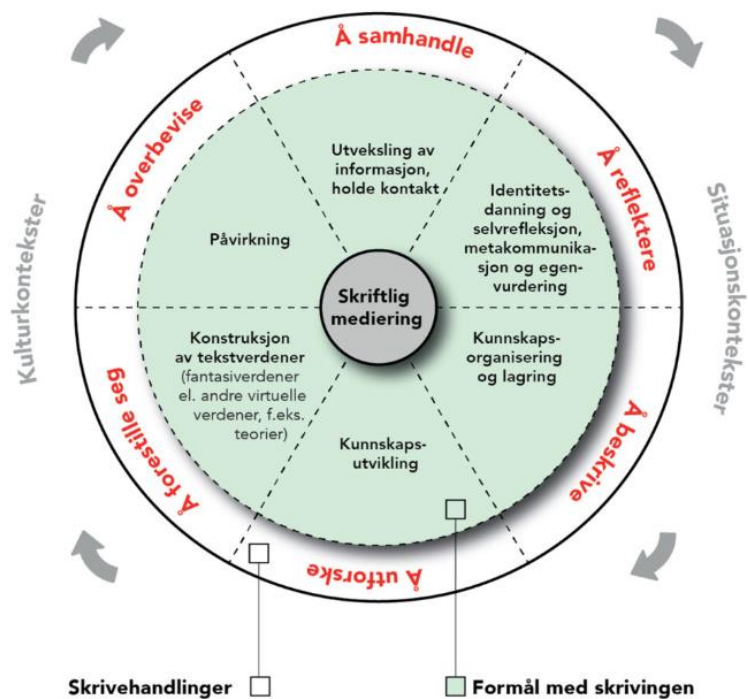 Å samhandle
Å overbevise
Å reflektere
Kulturkontekster
Situasjonskontekster
Utveksling av
informasjon,
holde kontakt
Påvirkning
Identitets-
danning og
selvrefleksjon,
metakommunika-
sjon og egen-
vurdering
Skriftlig
mediering
Konstruksjon
av tekstverdener
(fantasiverdener
el. andre virtuelle
verdener, f.eks.
teorier)
Kunnskaps-
organisering
og lagring
Kunnskaps-
utvikling
Å forestille seg
Å beskrive
Å utforske
Skrivehandlinger
Formål med skrivingen